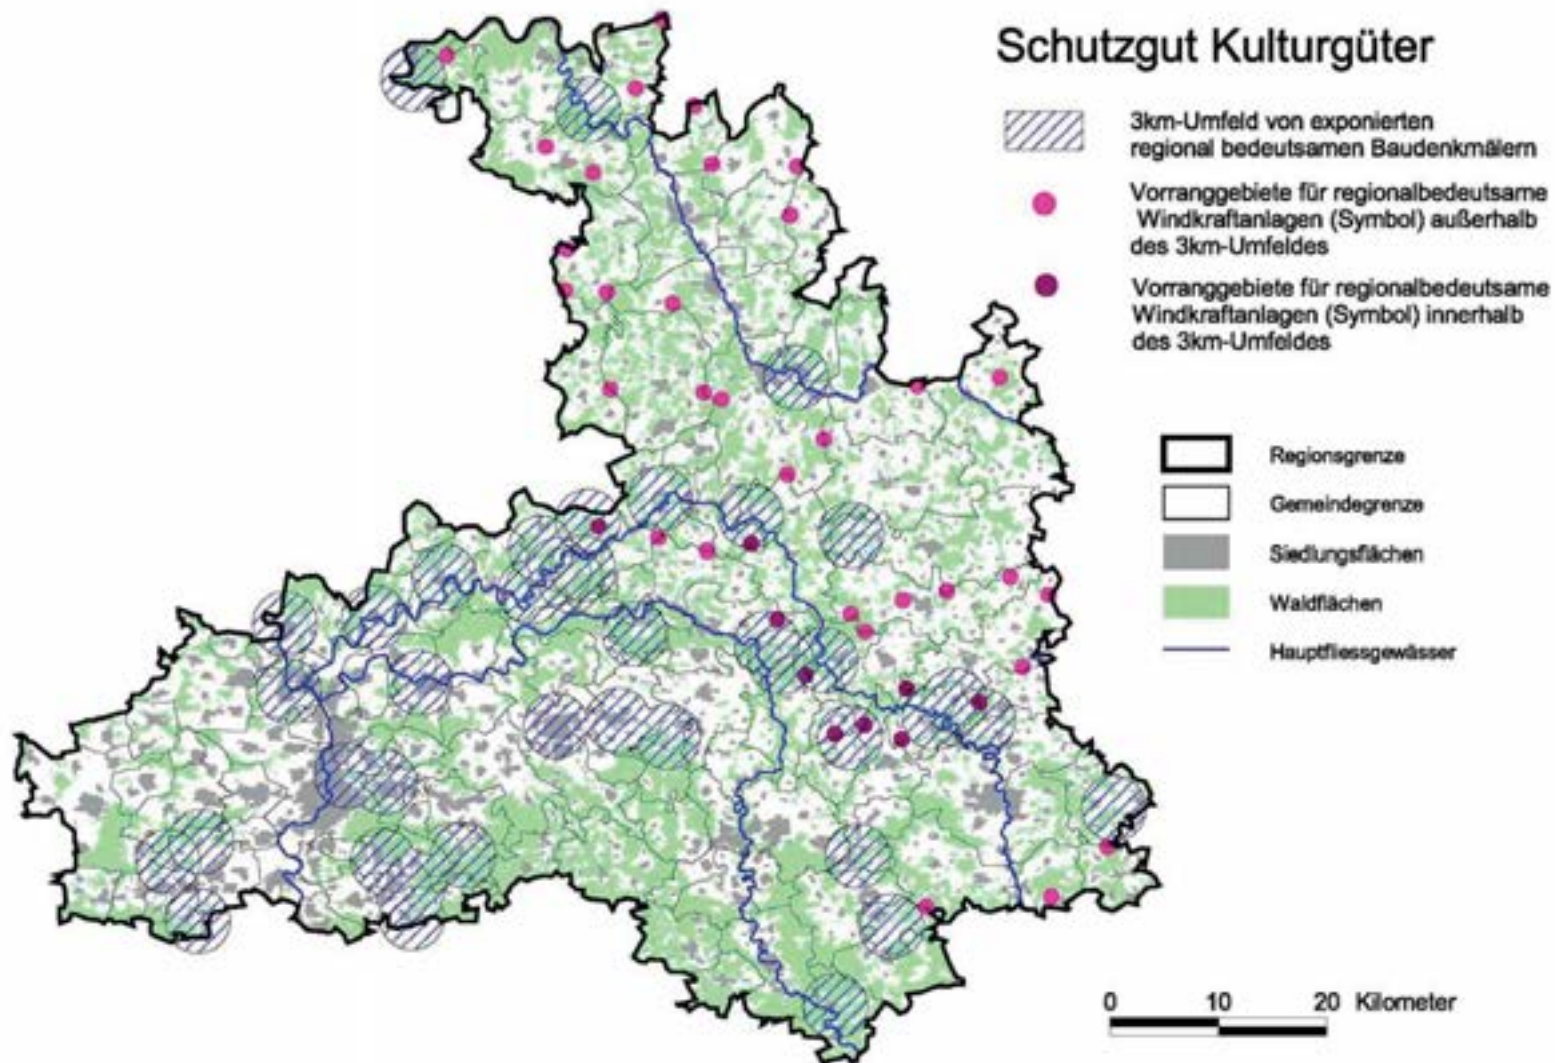 Schutzgut Kulturgüter
3km-Umfeld von exponierten
regional bedeutsamen Baudenkmälern
Vorranggebiete für regionalbedeutsame
Windkraftanlagen (Symbol) außerhalb
des 3km-Umfeldes
Vorranggebiete für regionalbedeutsame
Windkraftanlagen (Symbol) innerhalb
des 3km-Umfeldes
Regionsgrenze
Gemeindegrenze
Siedlungsflächen
Waldflächen
Hauptfliessgewässer
0 10 20 Kilometer